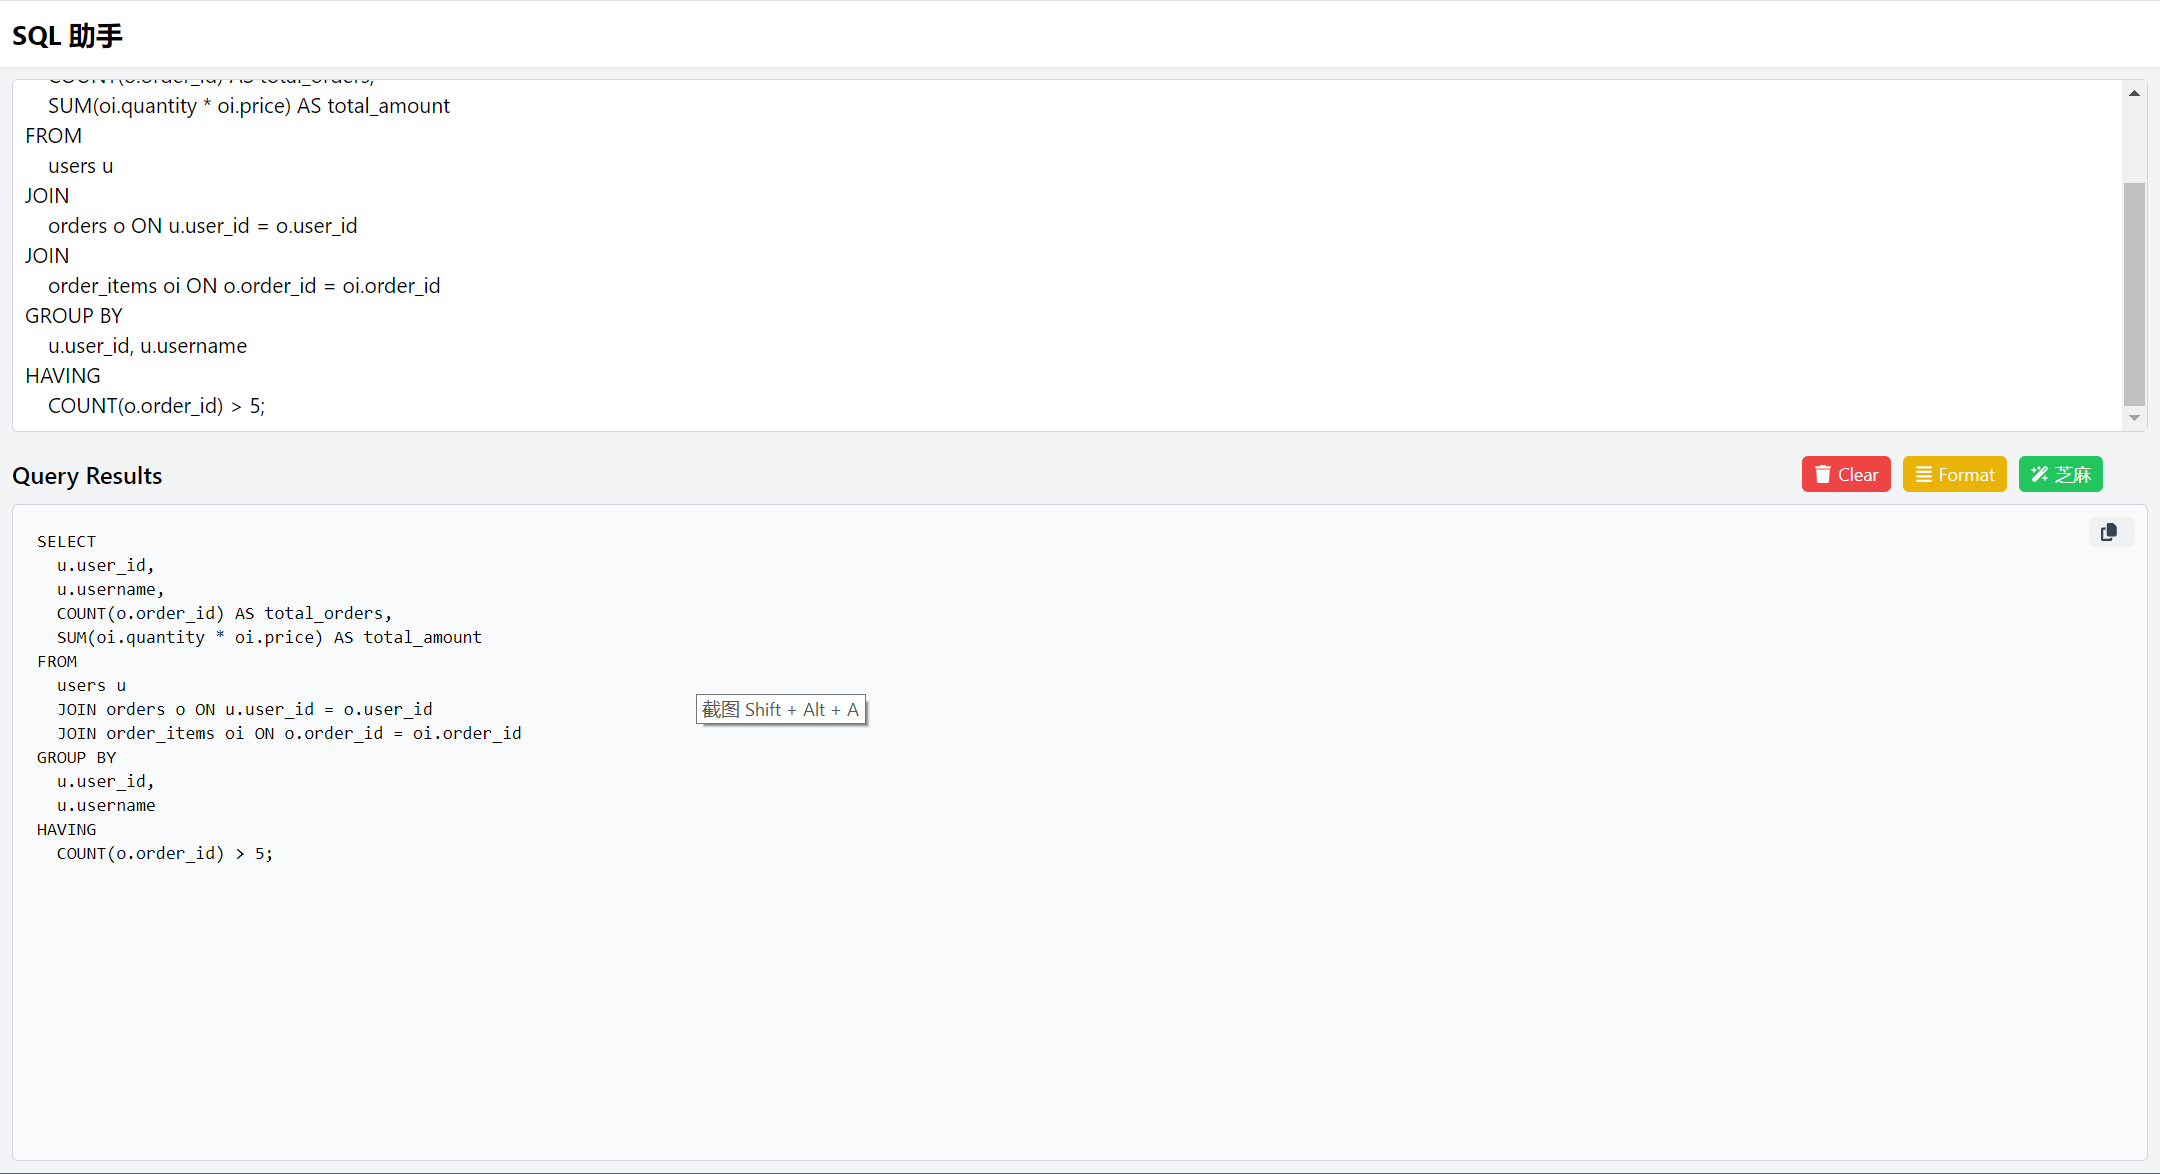 SQL 助手
COUNT(o.order_id) AS total_orders,
    SUM(oi.quantity * oi.price) AS total_amount
FROM
    users u
JOIN
    orders o ON u.user_id = o.user_id
JOIN
    order_items oi ON o.order_id = oi.order_id
GROUP BY
    u.user_id, u.username
HAVING
    COUNT(o.order_id) > 5;
Query Results
Clear
Format
芝麻
SELECT
  u.user_id,
  u.username,
  COUNT(o.order_id) AS total_orders,
  SUM(oi.quantity * oi.price) AS total_amount
FROM
  users u
  JOIN orders o ON u.user_id = o.user_id
  JOIN order_items oi ON o.order_id = oi.order_id
GROUP BY
  u.user_id,
  u.username
HAVING
  COUNT(o.order_id) > 5;
截图 Shift + Alt + A